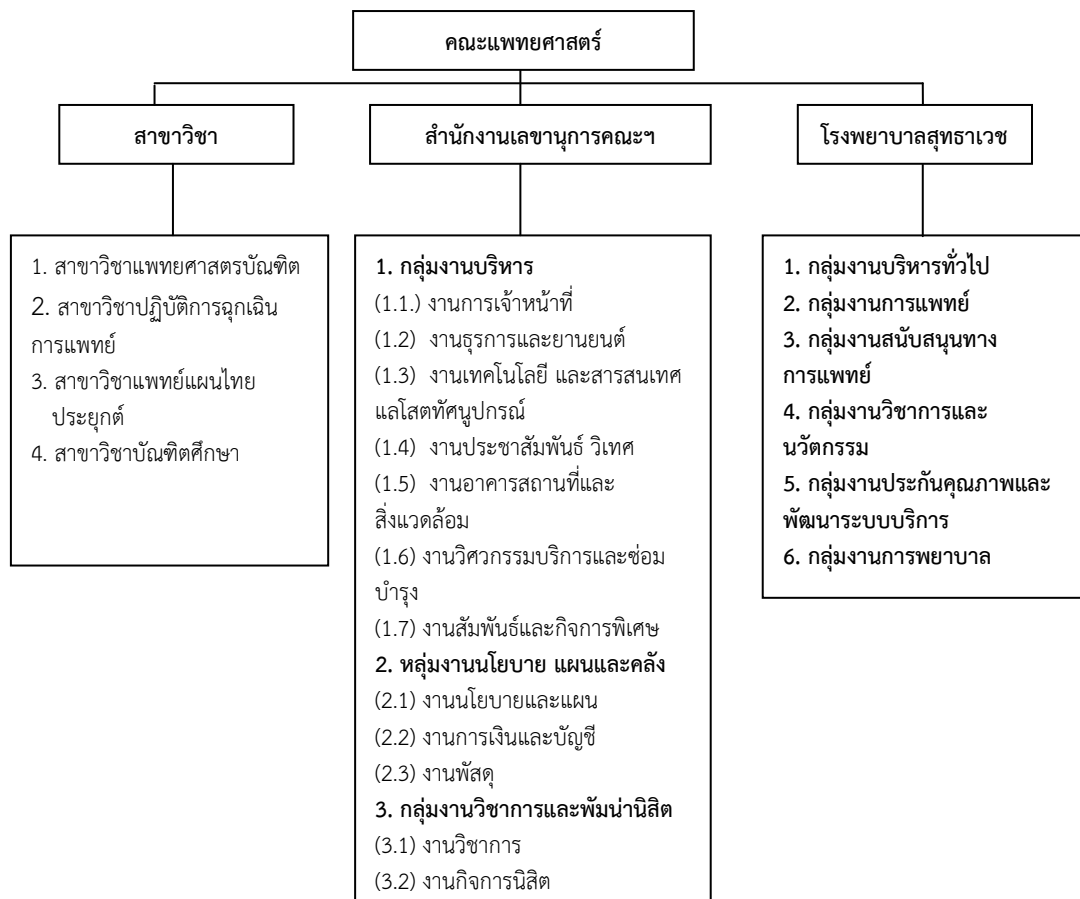 คณะแพทยศาสตร์
สาขาวิชา
สำนักงานเลขานุการคณะฯ
โรงพยาบาลสุทธาเวช
1. สาขาวิชาแพทยศาสตรบัณฑิต
2. สาขาวิชาปฏิบัติการฉุกเฉิน
การแพทย์
3. สาขาวิชาแพทย์แผนไทย
ประยุกต์
4. สาขาวิชาบัณฑิตศึกษา
1. กลุ่มงานบริหาร
(1.1.) งานการเจ้าหน้าที่
(1.2) งานธุรการและยานยนต์
(1.3) งานเทคโนโลยี และสารสนเทศ
แลโสตทัศนูปกรณ์
(1.4) งานประชาสัมพันธ์ วิเทศ
(1.5) งานอาคารสถานที่และ
สิ่งแวดล้อม
(1.6) งานวิศวกรรมบริการและซ่อม
บำรุง
(1.7) งานสัมพันธ์และกิจการพิเศษ
2. หลุ่มงานนโยบาย แผนและคลัง
(2.1) งานนโยบายและแผน
(2.2) งานการเงินและบัญชี
(2.3) งานพัสดุ
3. กลุ่มงานวิชาการและพัมน่านิสิต
(3.1) งานวิชาการ
(3.2) งานกิจการนิสิต
1. กลุ่มงานบริหารทั่วไป
2. กลุ่มงานการแพทย์
3. กลุ่มงานสนับสนุนทาง
การแพทย์
4. กลุ่มงานวิชาการและ
นวัตกรรม
5. กลุ่มงานประกันคุณภาพและ
พัฒนาระบบบริการ
6. กลุ่มงานการพยาบาล